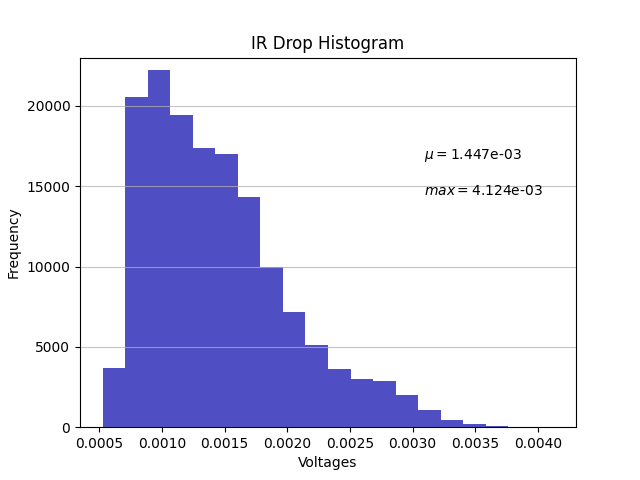 IR Drop Histogram
20000
15000
10000
5000
0
Frequency
μ = 1.447e-03
max = 4.124e-03
0.0005 0.0010 0.0015 0.0020 0.0025 0.0030 0.0035 0.0040
Voltages